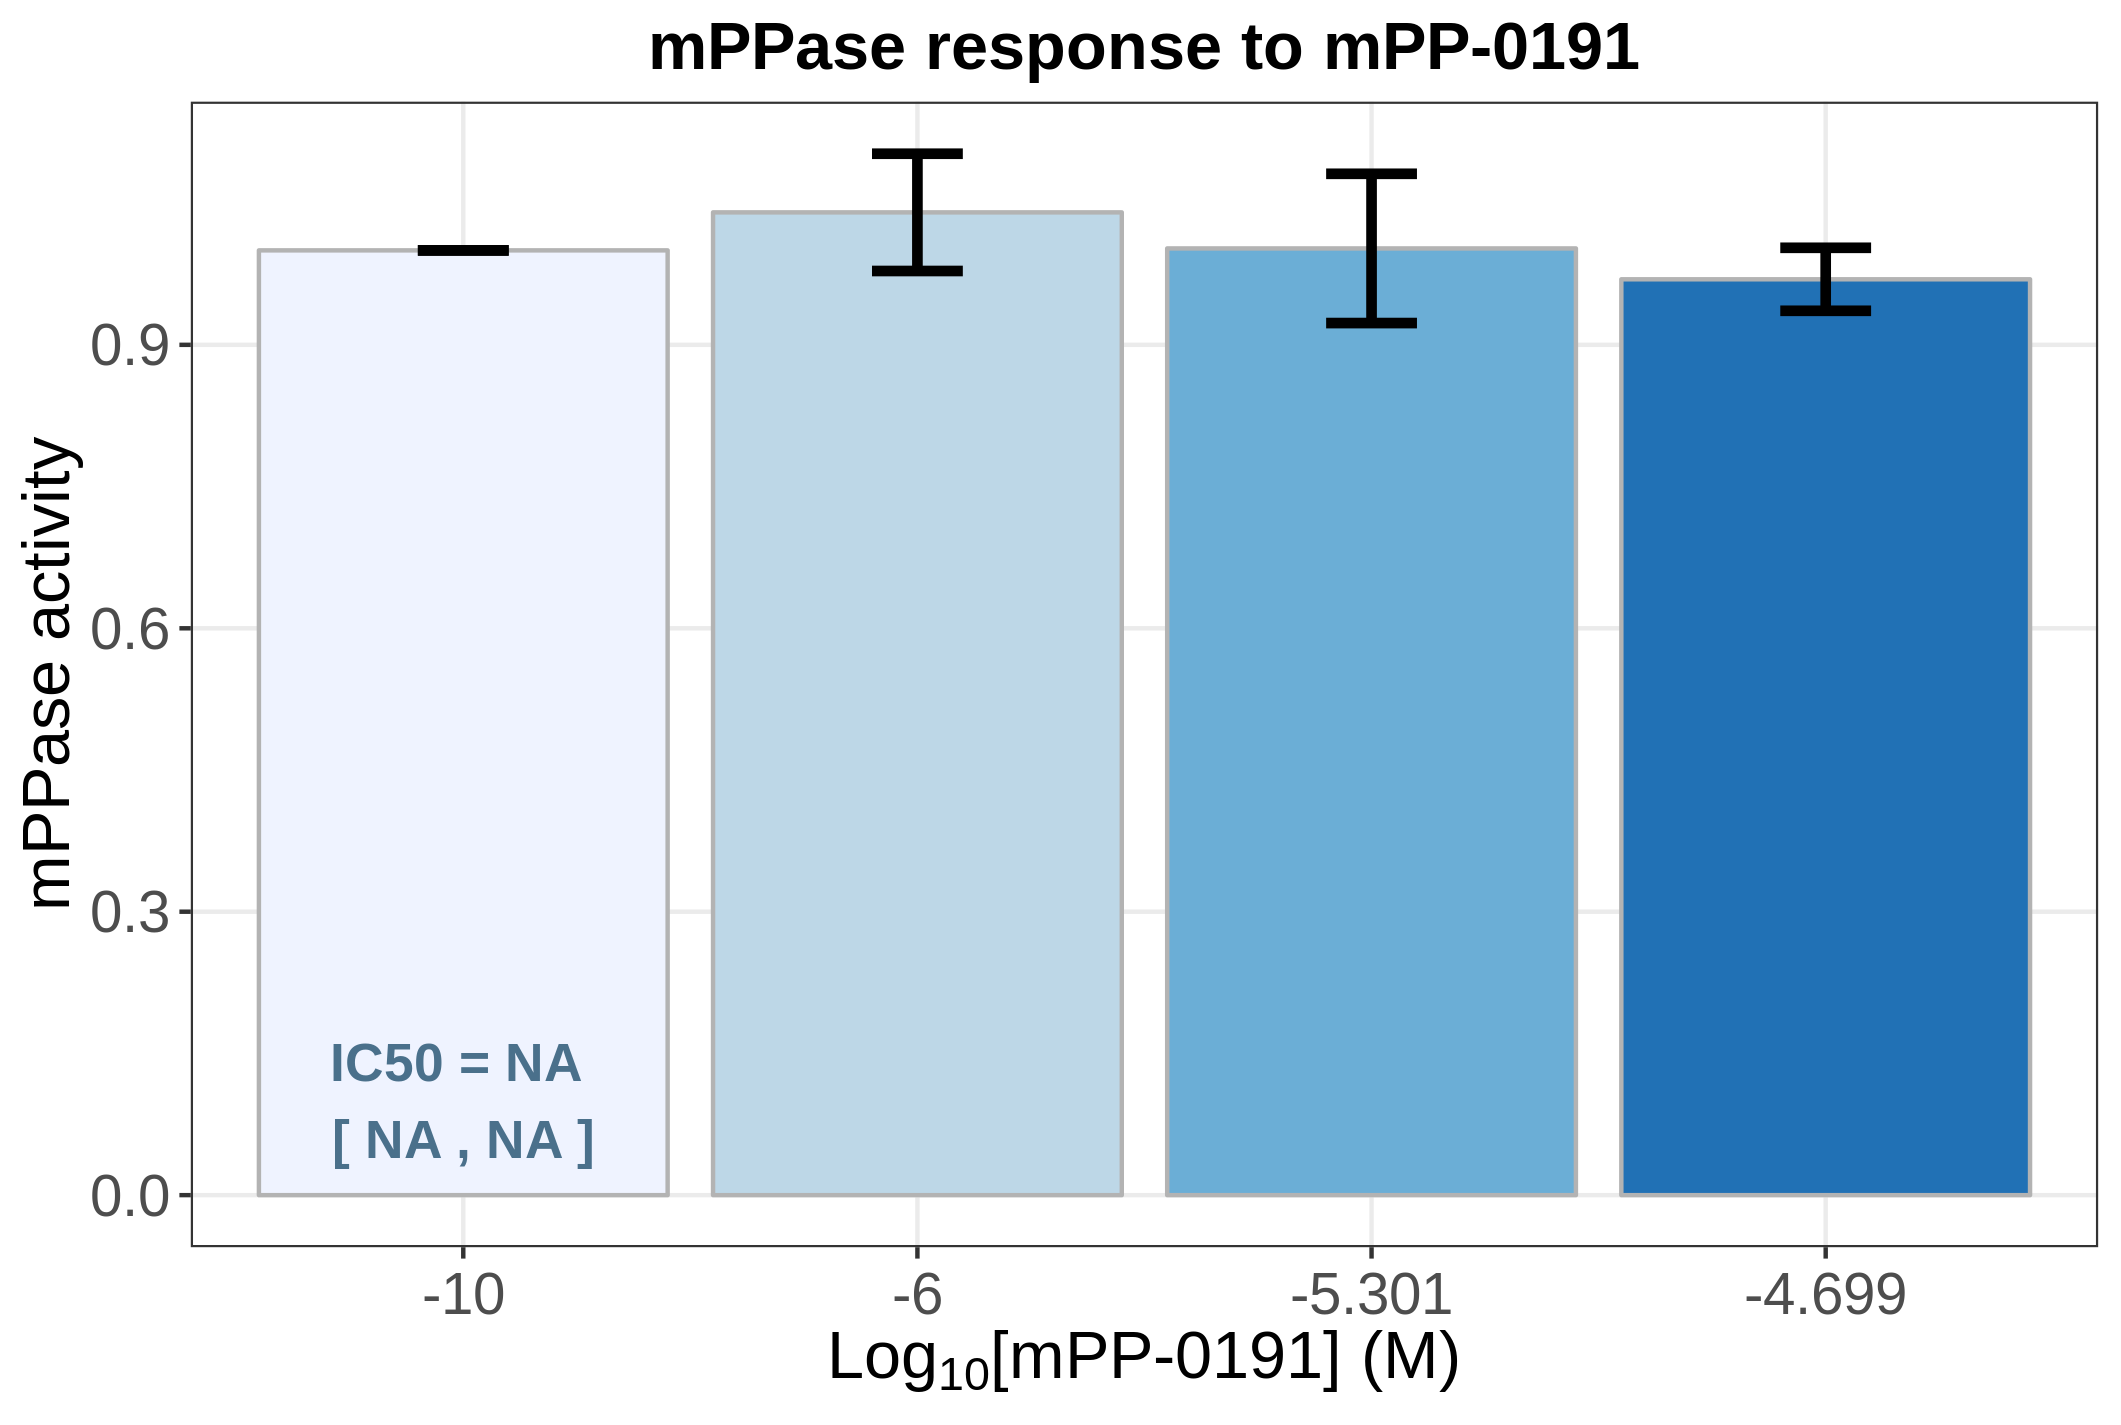 mPPase response to mPP-0191
mPPase activity
0.9
0.6
0.3
0.0
IC50 = NA
[ NA , NA ]
-10
-6
-5.301
-4.699
Log10[mPP-0191] (M)